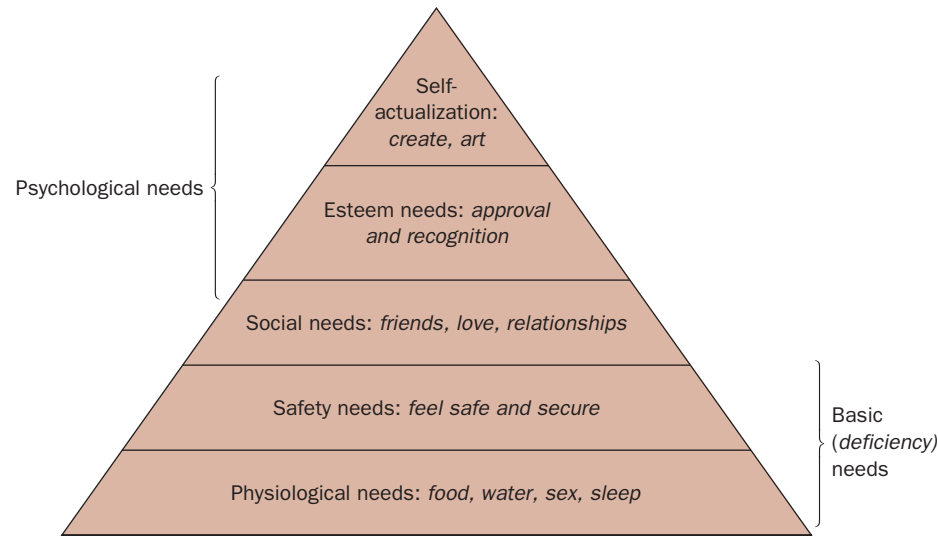 Self-
actualization:
create, art
Psychological needs
Esteem needs: approval
and recognition
Social needs: friends, love, relationships
Safety needs: feel safe and secure
Basic
(deficiency)
needs
Physiological needs: food, water, sex, sleep